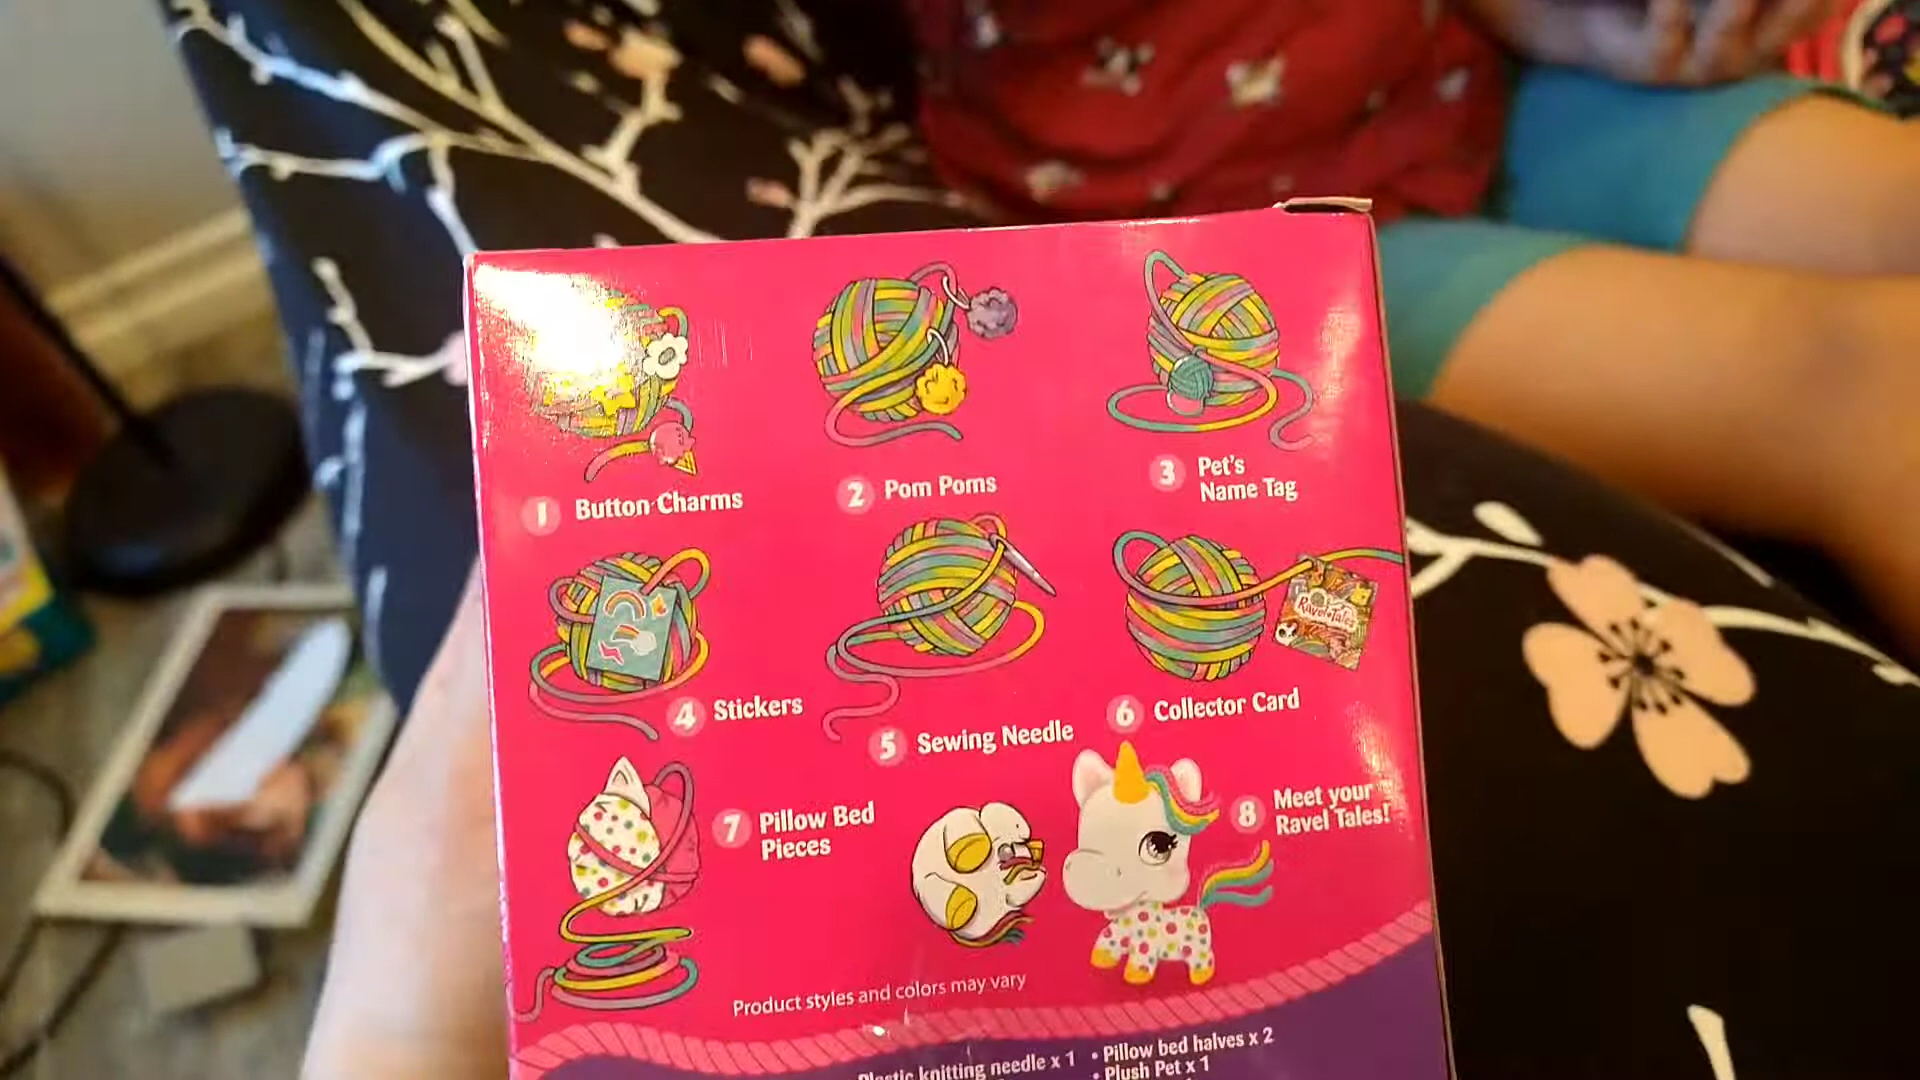 1 Button Charms
2 Pom Poms
3 Pet's
Name Tag
4 Stickers
5 Sewing Needle
6 Collector Card
Ravel Tales
7 Pillow Bed
Pieces
8 Meet your
Ravel Tales!
Product styles and colors may vary
Plastic knitting needle x 1
• Pillow bed halves x 2
• Plush Pet x 1